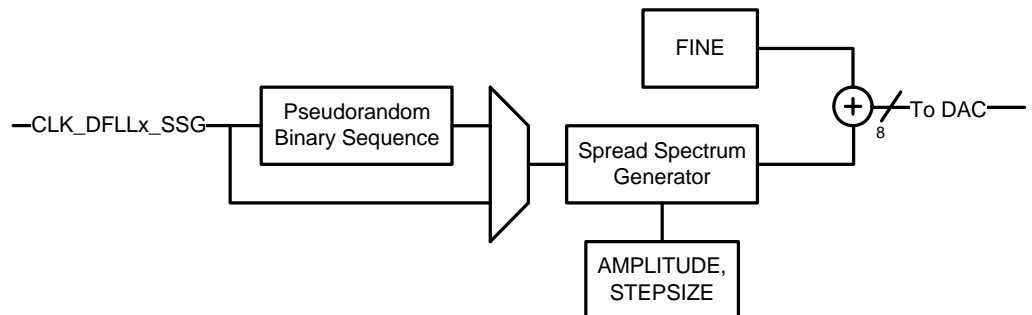 FINE
CLK_DFLLx_SSG
Pseudorandom
Binary Sequence
Spread Spectrum
Generator
+
To DAC
8
AMPLITUDE,
STEPSIZE